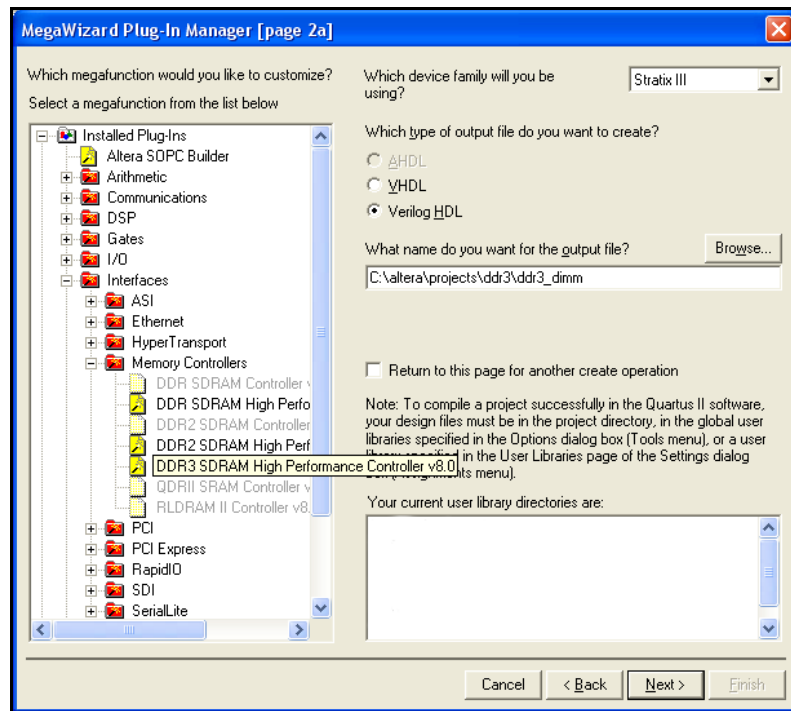 MegaWizard Plug-In Manager [page 2a]
Which megafunction would you like to customize?
Select a megafunction from the list below
Installed Plug-Ins
Altera SOPC Builder
Arithmetic
Communications
DSP
Gates
I/O
Interfaces
ASI
Ethernet
HyperTransport
Memory Controllers
DDR SDRAM Controller v
DDR SDRAM High Perfo
DDR2 SDRAM Controller
DDR2 SDRAM High Perf
DDR3 SDRAM High Performance Controller v8.0
QDRII SRAM Controller v
RLDRAM II Controller v8.
PCI
PCI Express
RapidIO
SDI
SerialLite
Which device family will you be
using?
Stratix III
Which type of output file do you want to create?
AHDL
VHDL
Verilog HDL
What name do you want for the output file?
Browse...
C:\altera\projects\ddr3\ddr3_dimm
Return to this page for another create operation
Note: To compile a project successfully in the Quartus II software,
your design files must be in the project directory, in the global user
libraries specified in the Options dialog box (Tools menu), or a user
in the User Libraries page of the Settings dialog
menu).
Your current user library directories are:
Cancel
< Back
Next >
Finish